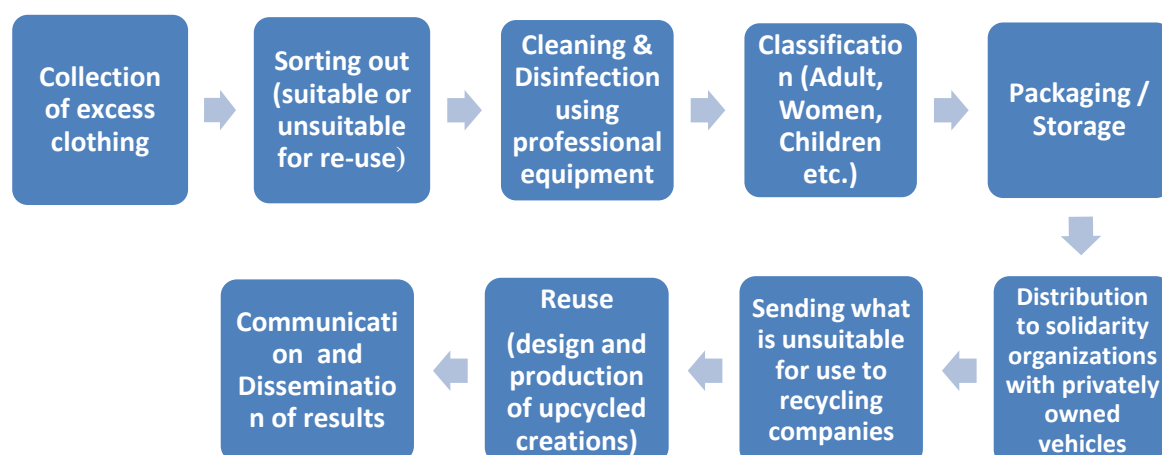 Collection
of excess
clothing
Sorting out
(suitable or
unsuitable
for re-use)
Cleaning &
Disinfection
using
professional
equipment
Classificatio
n (Adult,
Women,
Children
etc.)
Packaging /
Storage
Distribution
to solidarity
organizations
with privately
owned
vehicles
Sending what
is unsuitable
for use to
recycling
companies
Reuse
(design and
production
of upcycled
creations)
Communicati
on and
Disseminatio
n of results